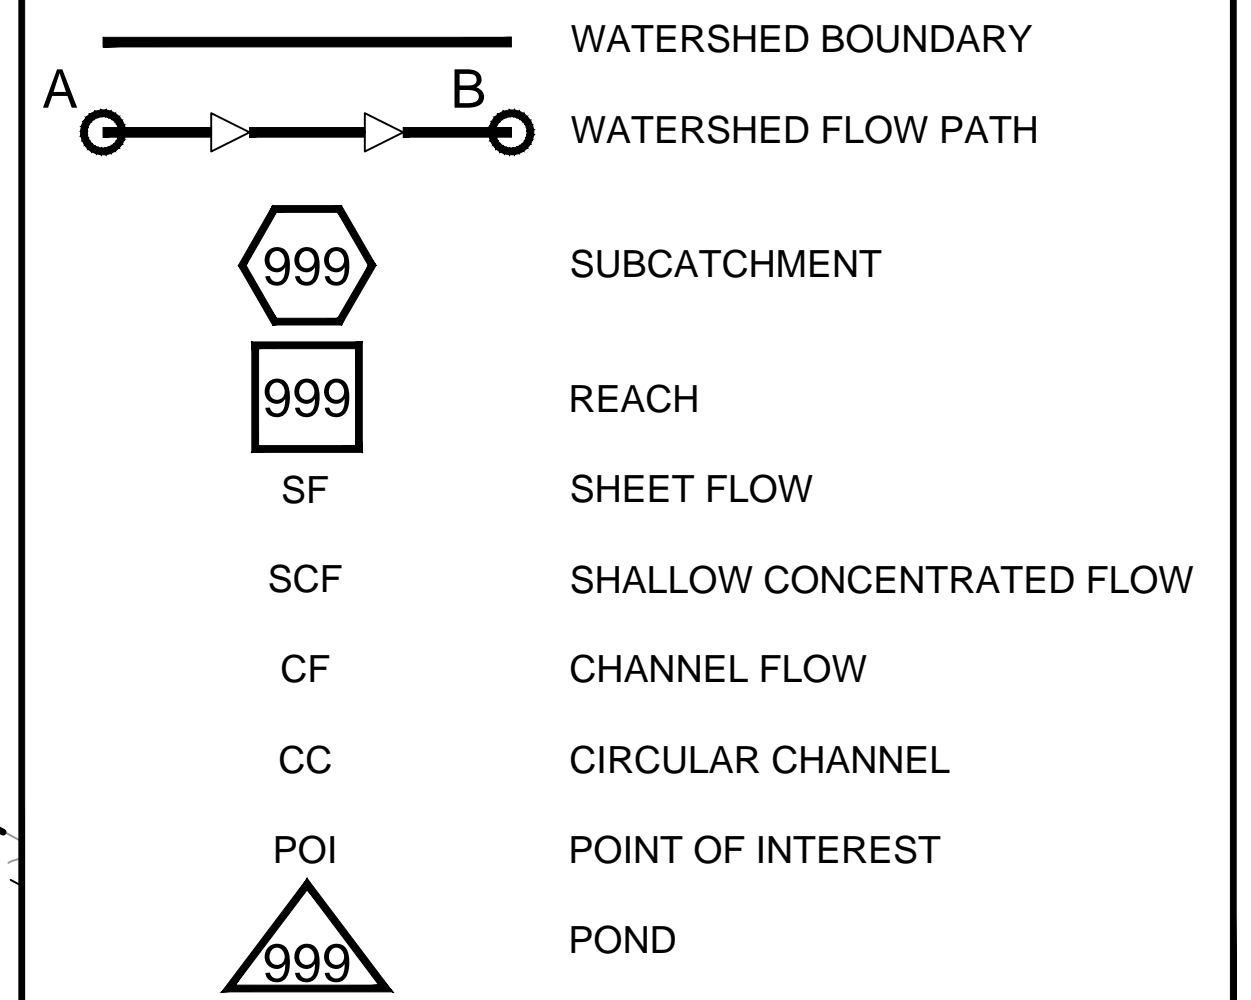 WATERSHED BOUNDARY
A B
WATERSHED FLOW PATH
999 SUBCATCHMENT
999 REACH
SF SHEET FLOW
SCF SHALLOW CONCENTRATED FLOW
CF CHANNEL FLOW
CC CIRCULAR CHANNEL
POI POINT OF INTEREST
999 POND